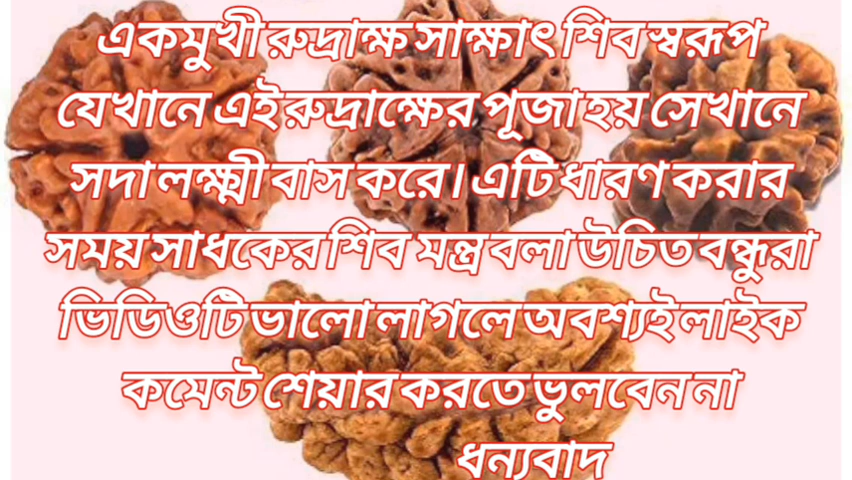 একমুখী রুদ্রাক্ষ সাক্ষাৎ শিব স্বরূপ
যেখানে এই রুদ্রাক্ষের পূজা হয় সেখানে
সদা লক্ষ্মী বাস করে। এটি ধারণ করার
সময় সাধকের শিব মন্ত্র বলা উচিত বন্ধুরা
ভিডিওটি ভালো লাগলে অবশ্যই লাইক
কমেন্ট শেয়ার করতে ভুলবেন না
ধন্যবাদ